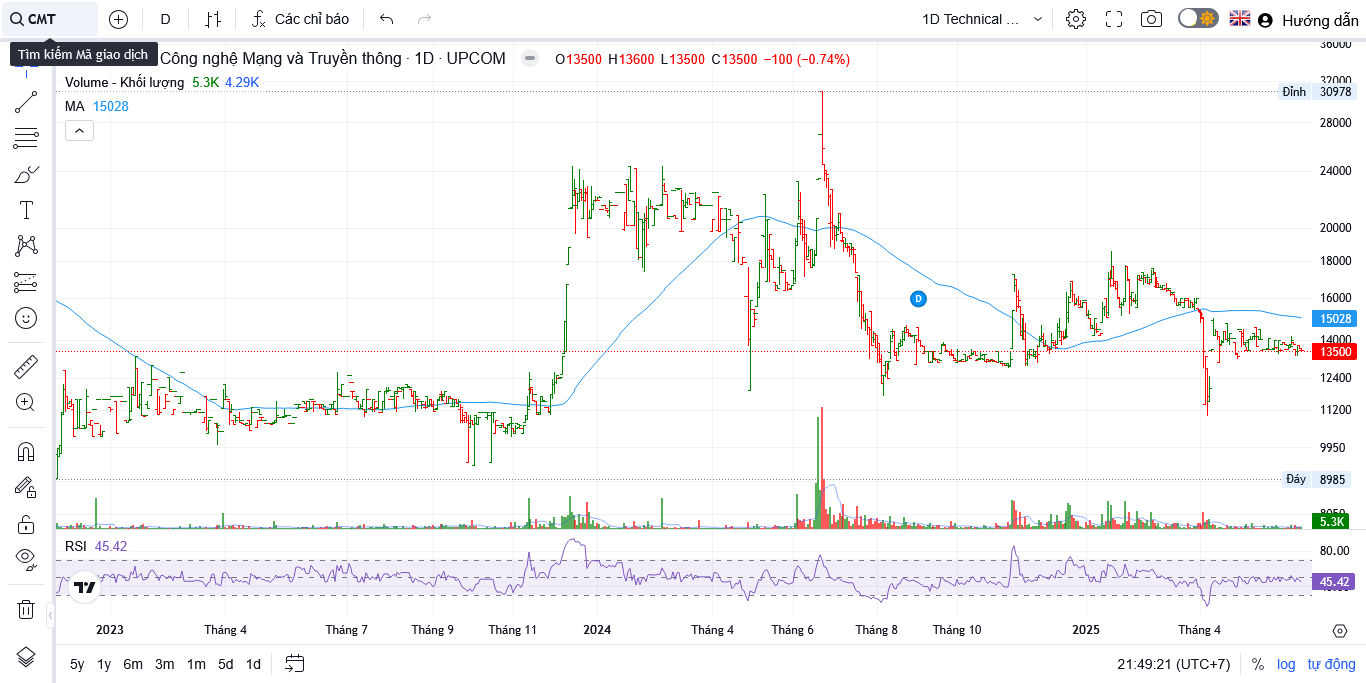 CMT D Các chỉ báo 1D Technical ... Hướng dẫn
Tìm kiếm Mã giao dịch
Công nghệ Mạng và Truyền thông · 1D · UPCOM O13500 H13600 L13500 C13500 −100 (−0.74%)
Volume - Khối lượng 5.3K 4.29K
MA 15028
36000
32000
Đỉnh 30978
28000
24000
20000
18000
16000
15028
14000
13500
12400
11200
9950
Đáy 8985
8050
5.3K
D
RSI 45.42
80.00
45.42
2023 Tháng 4 Tháng 7 Tháng 9 Tháng 11 2024 Tháng 4 Tháng 6 Tháng 8 Tháng 10 2025 Tháng 4
5y 1y 6m 3m 1m 5d 1d 21:49:21 (UTC+7) % log tự động